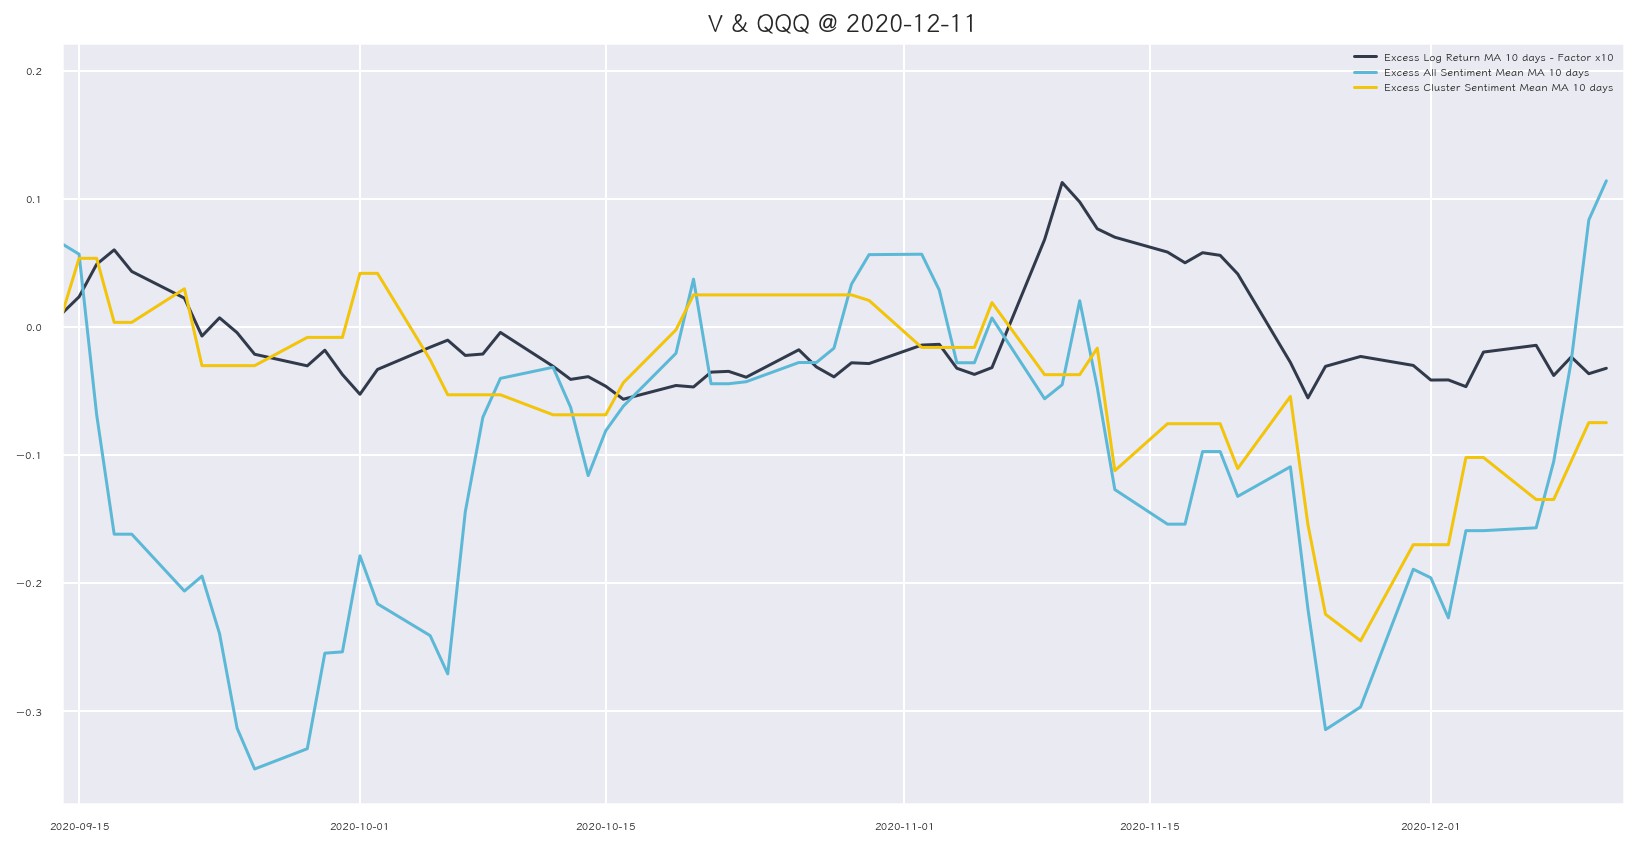 V & QQQ @ 2020-12-11
Excess Log Return MA 10 days - Factor x10
Excess All Sentiment Mean MA 10 days
Excess Cluster Sentiment Mean MA 10 days
0.2
0.1
0.0
−0.1
−0.2
−0.3
2020-09-15 2020-10-01 2020-10-15 2020-11-01 2020-11-15 2020-12-01